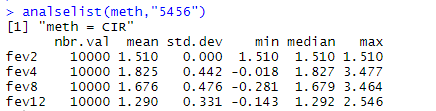 > analselist(meth,"5456")
[1] "meth = CIR"
nbr.val mean std.dev min median max
fev2 10000 1.510 0.000 1.510 1.510 1.510
fev4 10000 1.825 0.442 -0.018 1.827 3.477
fev8 10000 1.676 0.476 -0.281 1.679 3.464
fev12 10000 1.290 0.331 -0.143 1.292 2.546